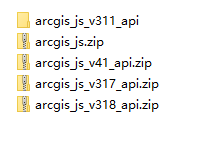 arcgis_js_v311_api
arcgis_js.zip
arcgis_js_v41_api.zip
arcgis_js_v317_api.zip
arcgis_js_v318_api.zip